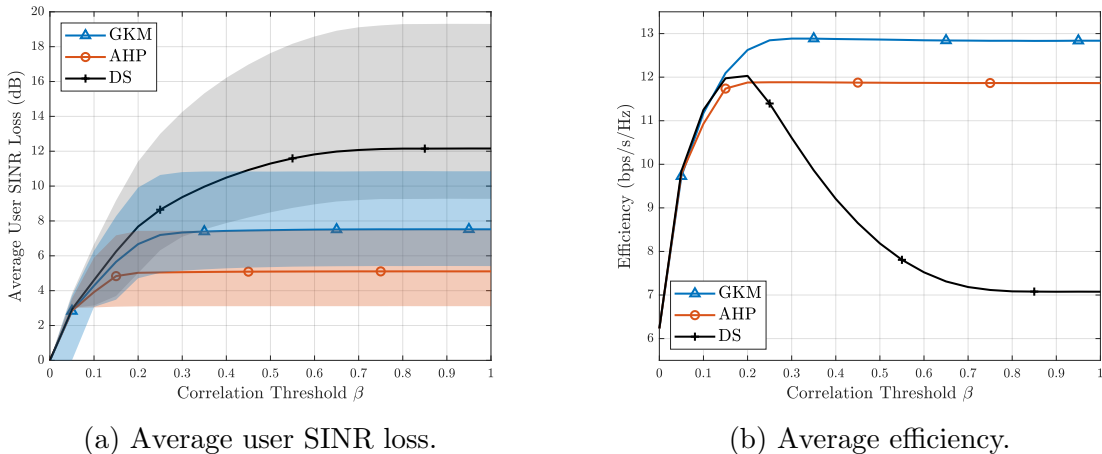 20
18
16
14
12
10
8
6
4
2
0
Average User SINR Loss (dB)
GKM
AHP
DS
0 0.1 0.2 0.3 0.4 0.5 0.6 0.7 0.8 0.9 1
Correlation Threshold β
(a) Average user SINR loss.
13
12
11
10
9
8
7
6
Efficiency (bps/s/Hz)
GKM
AHP
DS
0 0.1 0.2 0.3 0.4 0.5 0.6 0.7 0.8 0.9 1
Correlation Threshold β
(b) Average efficiency.